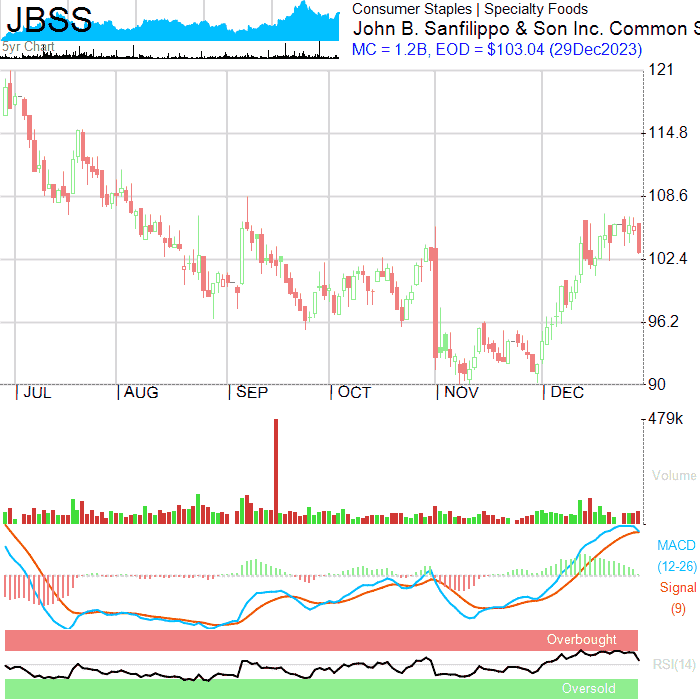 JBSS
5yr Chart
Consumer Staples | Specialty Foods
John B. Sanfilippo & Son Inc. Common S
MC = 1.2B, EOD = $103.04 (29Dec2023)
121
114.8
108.6
102.4
96.2
90
JUL AUG SEP OCT NOV DEC
479k
Volume
MACD
(12-26)
Signal
(9)
Overbought
RSI(14)
Oversold